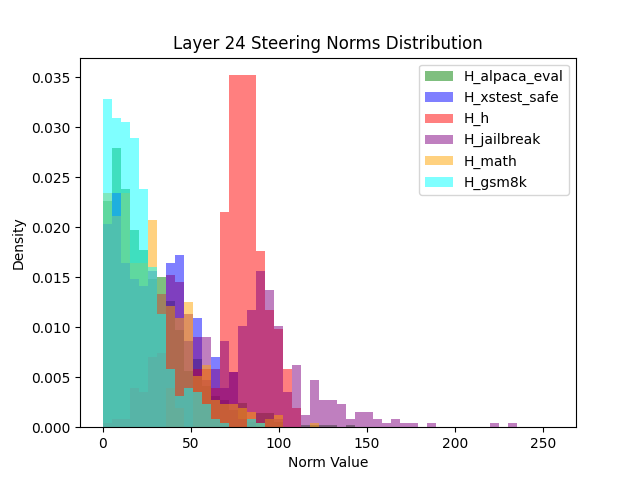 Layer 24 Steering Norms Distribution
0.035
0.030
0.025
0.020
0.015
0.010
0.005
0.000
Density
H_alpaca_eval
H_xstest_safe
H_h
H_jailbreak
H_math
H_gsm8k
0 50 100 150 200 250
Norm Value